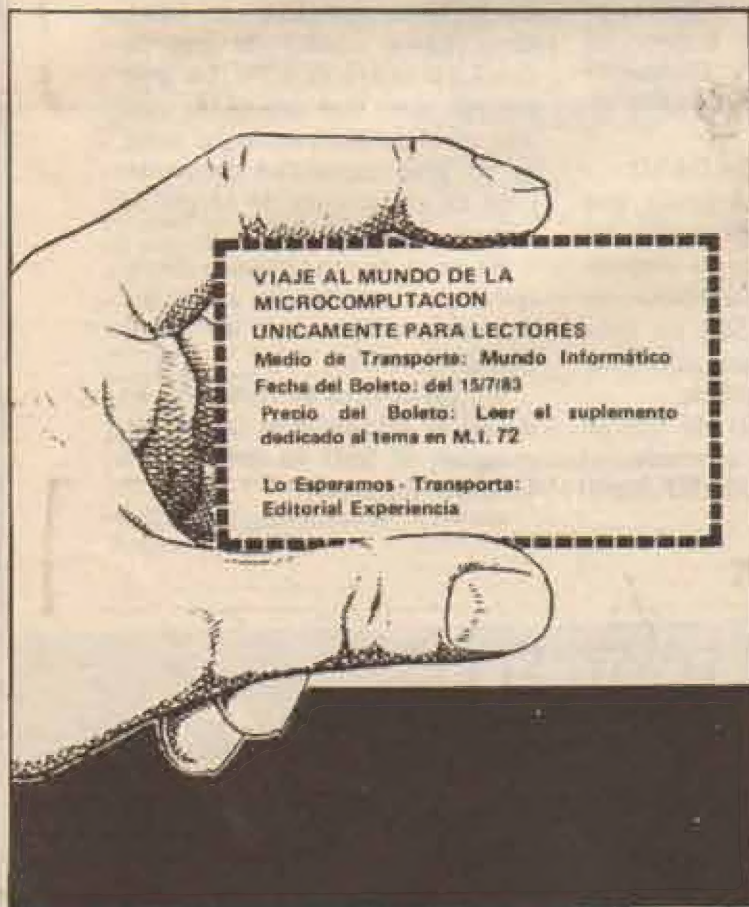 VIAJE AL MUNDO DE LA
MICROCOMPUTACION
UNICAMENTE PARA LECTORES
Medio de Transporte: Mundo Informático
Fecha del Boleto: del 15/7/83
Precio del Boleto: Leer el suplemento
dedicado al tema en M.I. 72
Lo Esperamos - Transporta:
Editorial Experiencia